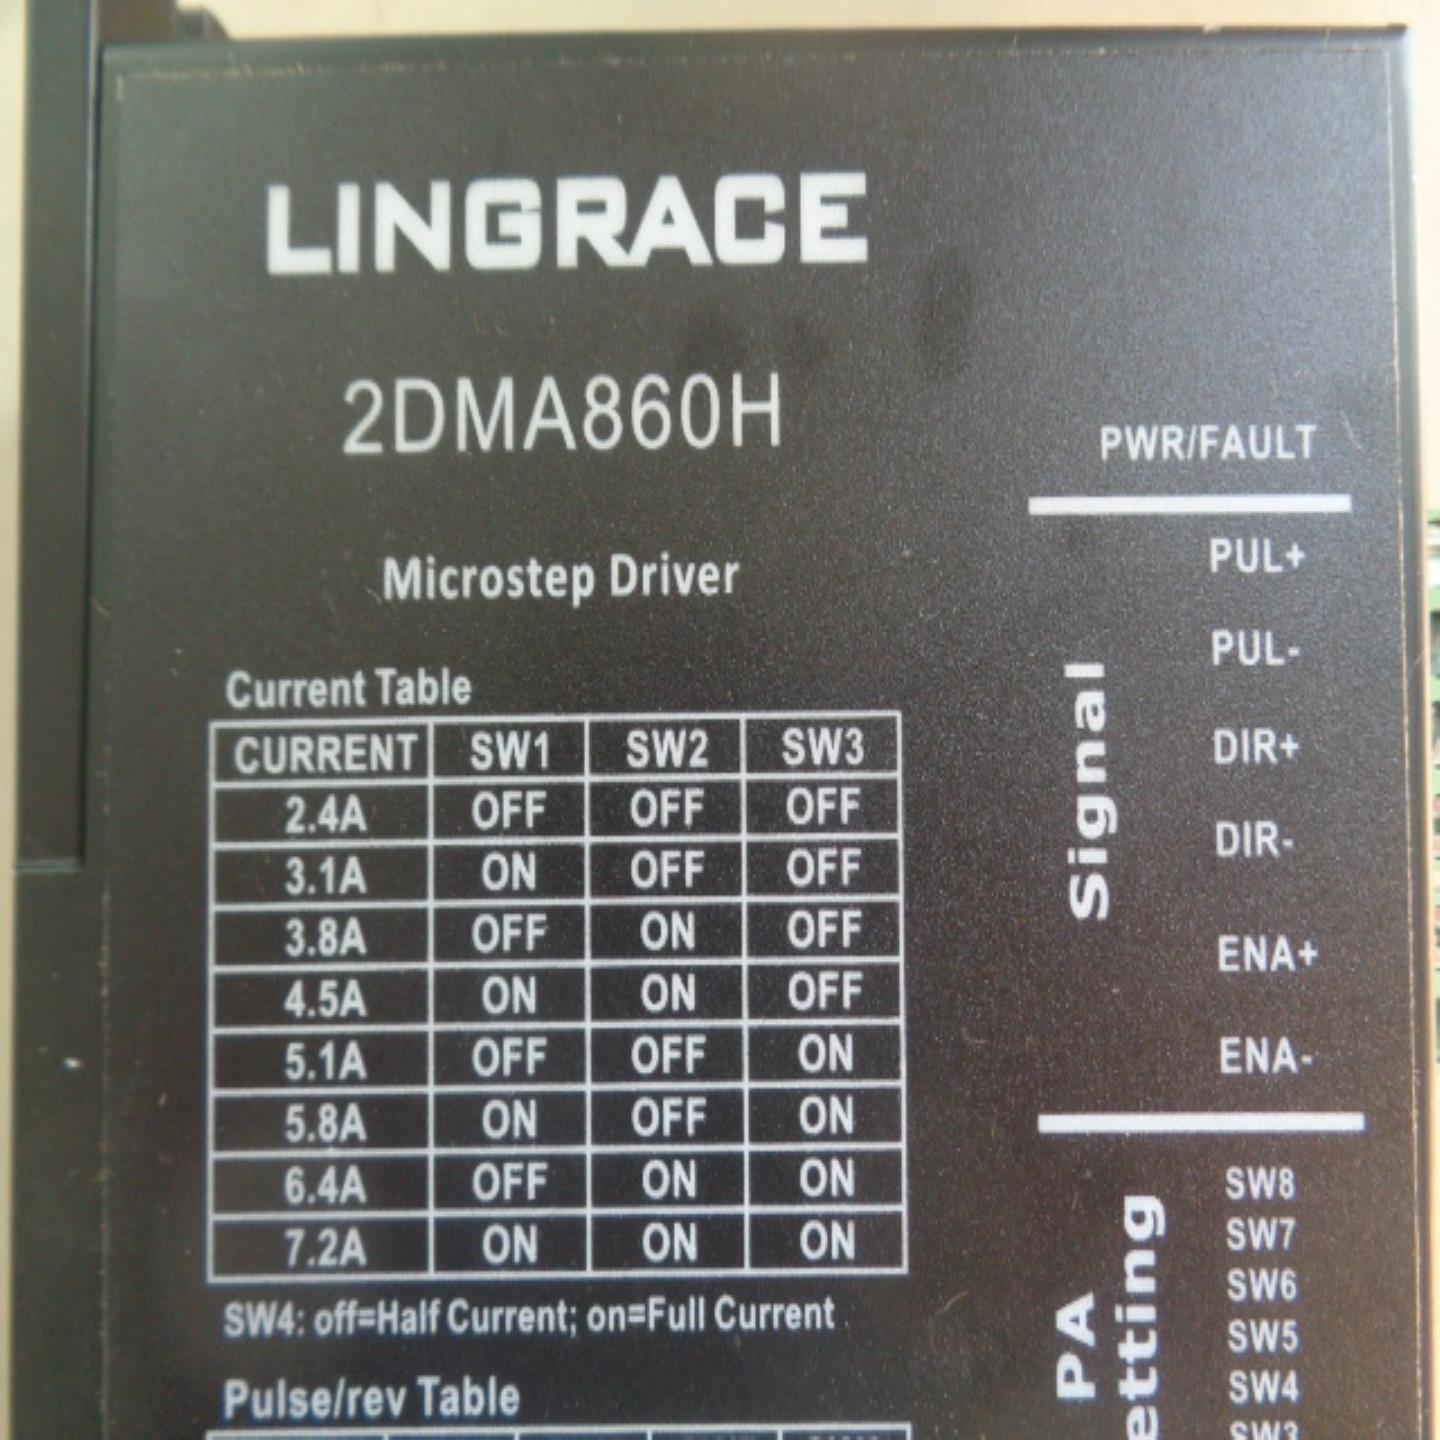 LINGRACE
2DMA860H
Microstep Driver
Current Table
CURRENT SW1 SW2 SW3
2.4A OFF OFF OFF
3.1A ON OFF OFF
3.8A OFF ON OFF
4.5A ON ON OFF
5.1A OFF OFF ON
5.8A ON OFF ON
6.4A OFF ON ON
7.2A ON ON ON
SW4: off=Half Current; on=Full Current
Pulse/rev Table
PWR/FAULT
Signal
PUL+
PUL-
DIR+
DIR-
ENA+
ENA-
PA
etting
SW8
SW7
SW6
SW5
SW4
SW3